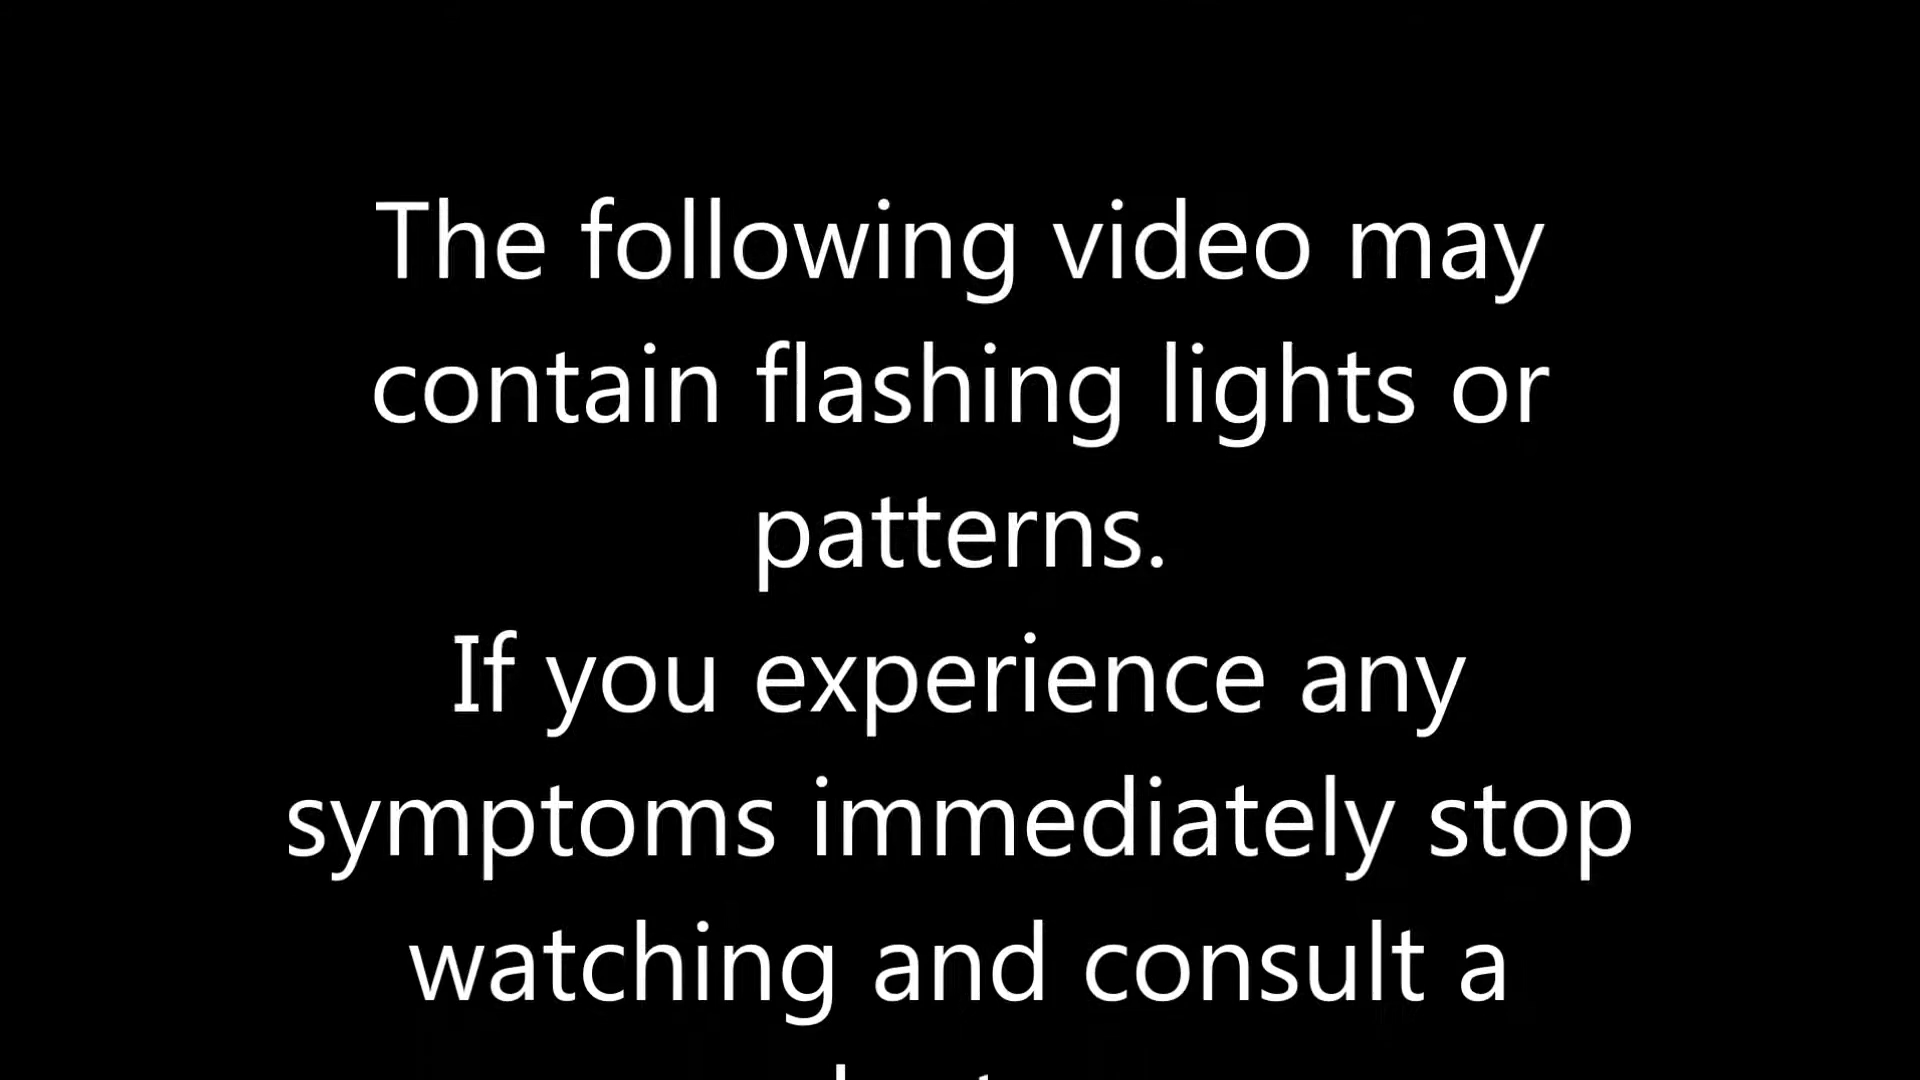 The following video may
contain flashing lights or
patterns.
If you experience any
symptoms immediately stop
watching and consult a